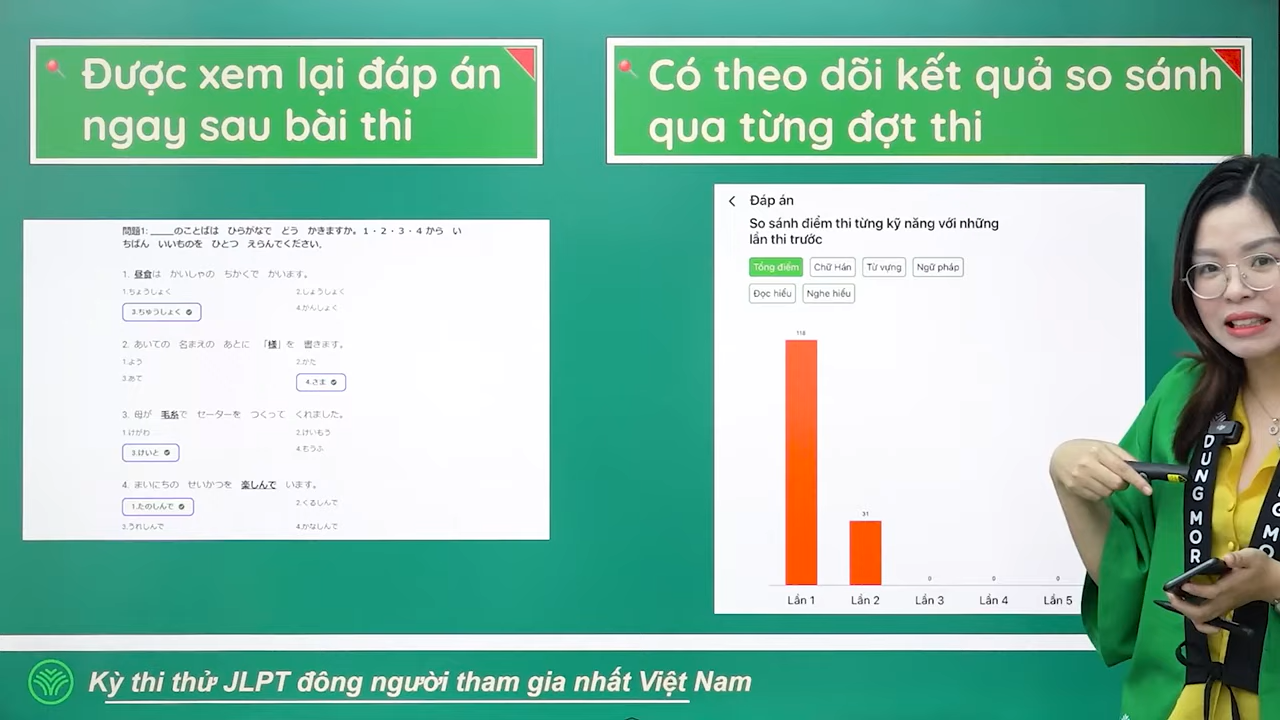 Được xem lại đáp án
ngay sau bài thi
Có theo dõi kết quả so sánh
qua từng đợt thi
問題1: _____のことばは ひらがなで どう かきますか。1・2・3・4 から い
ちばん いいものを ひとつ えらんでください。
1. 昼食は かいしゃの ちかくで かいます。
1.ちょうしょく
2.しょうしょく
3.ちゅうしょく
4.かんしょく
2. あいての 名まえの あとに 「様」を 書きます。
1.よう
2.かた
3.あて
4.さま
3. 母が 毛糸で セーターを つくって くれました。
1.けがわ
2.けいもう
3.けいと
4.もうふ
4. まいにちの せいかつを 楽しんで います。
1.たのしんで
2.くるしんで
3.うれしんで
4.かなしんで
Đáp án
So sánh điểm thi từng kỹ năng với những
lần thi trước
Tổng điểm
Chữ Hán
Từ vựng
Ngữ pháp
Đọc hiểu
Nghe hiểu
118
31
0
0
0
Lần 1
Lần 2
Lần 3
Lần 4
Lần 5
DUNG MOR
Kỳ thi thử JLPT đông người tham gia nhất Việt Nam